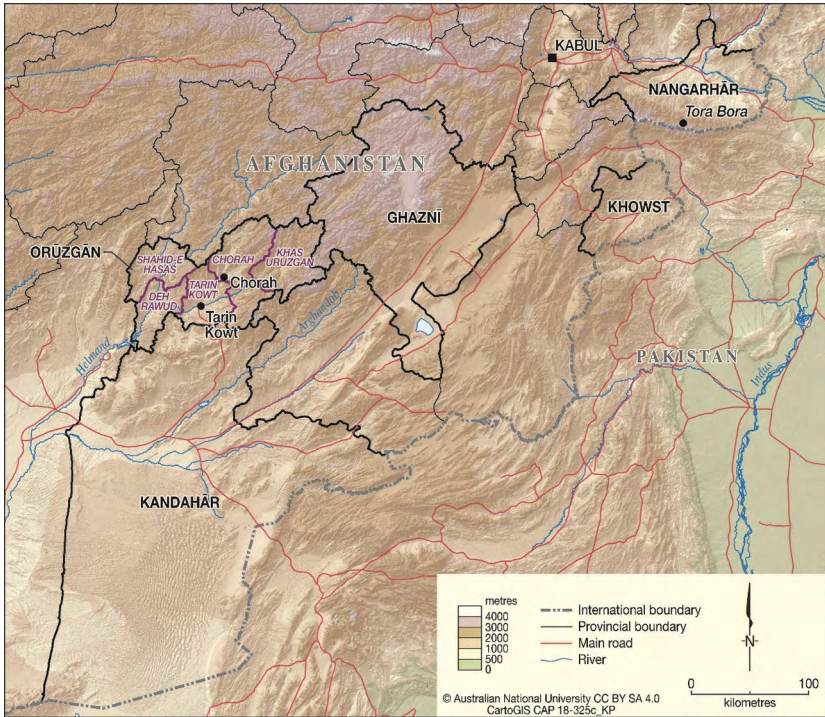 KABUL
NANGARHĀR
Tora Bora
AFGHANISTAN
GHAZNĪ
KHOWST
ORŪZGĀN
SHAHID-E
HASAS
CHORAH
KHAS
URUZGAN
DEH
RAWUD
TARIN
KOWT
Chorah
Tarin
Kowt
Arghandab
Helmand
PAKISTAN
Indus
KANDAHĀR
metres
4000
3000
2000
1000
500
0
International boundary
Provincial boundary
Main road
River
N
0
100
kilometres
© Australian National University CC BY SA 4.0
CartoGIS CAP 18-325c_KP